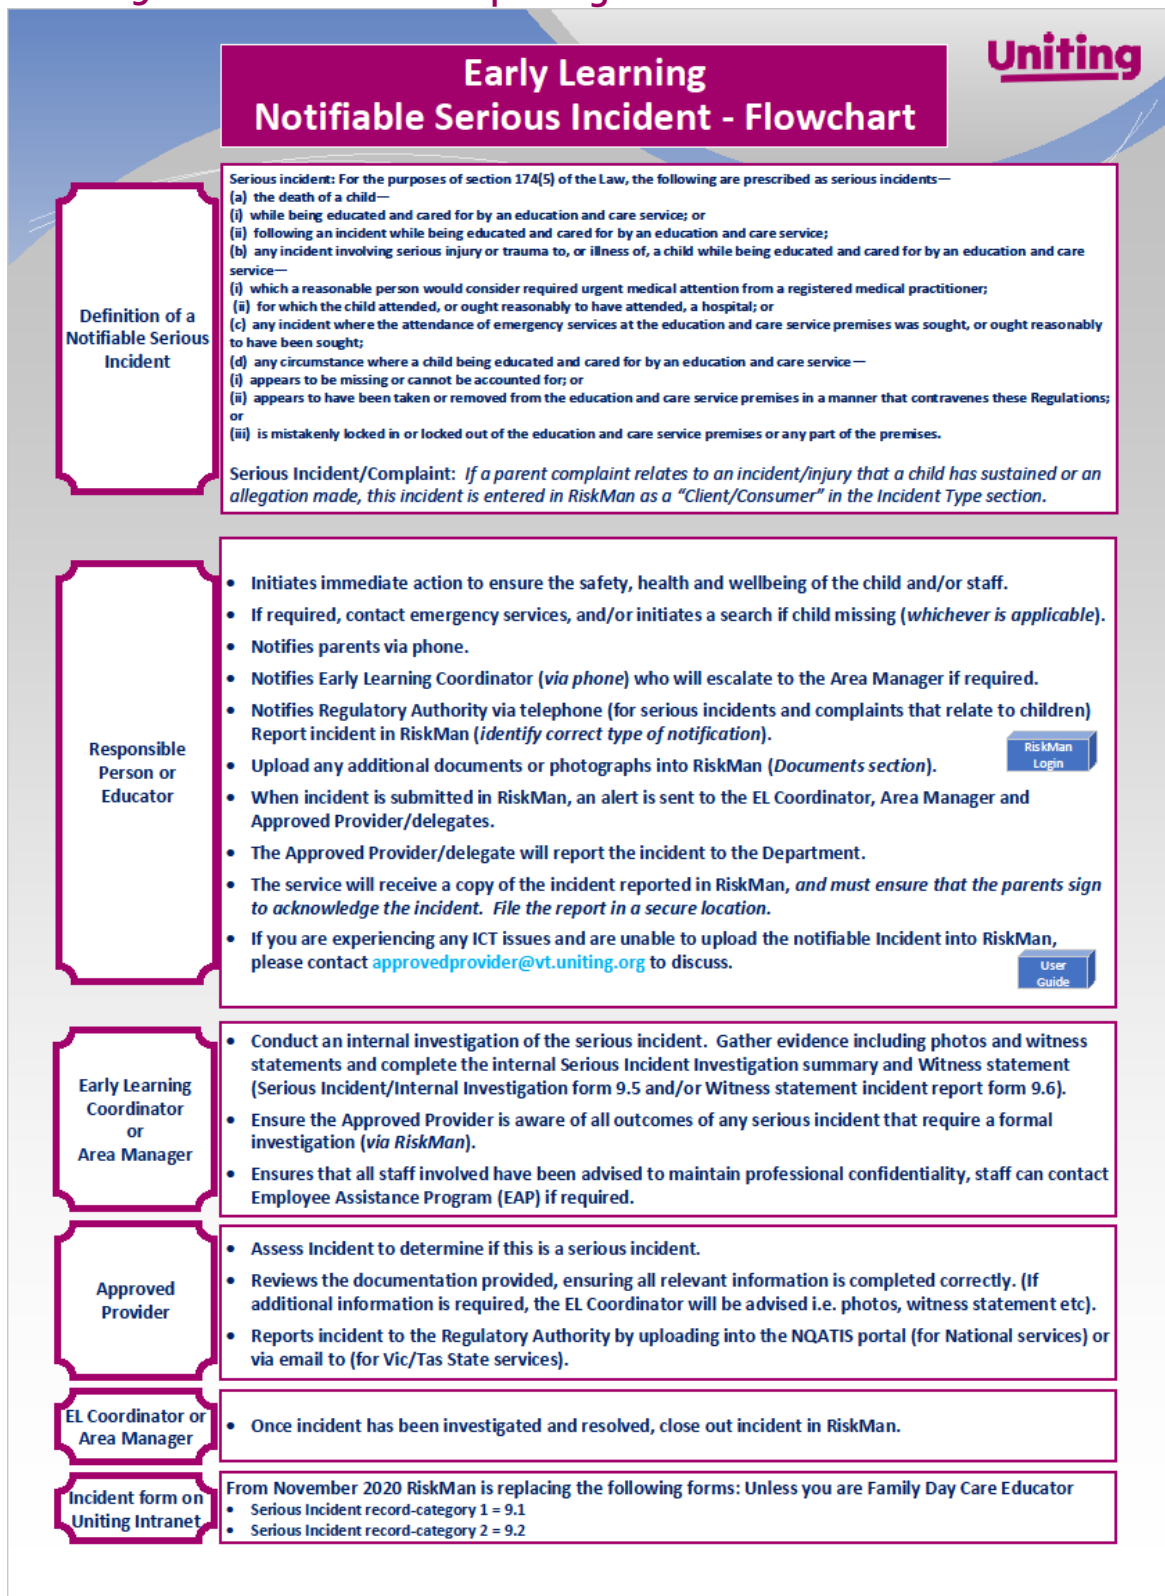 Uniting
Early Learning
Notifiable Serious Incident - Flowchart
Definition of a
Notifiable Serious
Incident
Serious incident: For the purposes of section 174(5) of the Law, the following are prescribed as serious incidents—
(a) the death of a child—
(i) while being educated and cared for by an education and care service; or
(ii) following an incident while being educated and cared for by an education and care service;
(b) any incident involving serious injury or trauma to, or illness of, a child while being educated and cared for by an education and care
service—
(i) which a reasonable person would consider required urgent medical attention from a registered medical practitioner;
(ii) for which the child attended, or ought reasonably to have attended, a hospital; or
(c) any incident where the attendance of emergency services at the education and care service premises was sought, or ought reasonably
to have been sought;
(d) any circumstance where a child being educated and cared for by an education and care service—
(i) appears to be missing or cannot be accounted for; or
(ii) appears to have been taken or removed from the education and care service premises in a manner that contravenes these Regulations;
or
(iii) is mistakenly locked in or locked out of the education and care service premises or any part of the premises.
Serious Incident/Complaint: If a parent complaint relates to an incident/injury that a child has sustained or an
allegation made, this incident is entered in RiskMan as a “Client/Consumer” in the Incident Type section.
Responsible
Person or
Educator
• Initiates immediate action to ensure the safety, health and wellbeing of the child and/or staff.
• If required, contact emergency services, and/or initiates a search if child missing (whichever is applicable).
• Notifies parents via phone.
• Notifies Early Learning Coordinator (via phone) who will escalate to the Area Manager if required.
• Notifies Regulatory Authority via telephone (for serious incidents and complaints that relate to children)
Report incident in RiskMan (identify correct type of notification).
RiskMan
Login
• Upload any additional documents or photographs into RiskMan (Documents section).
• When incident is submitted in RiskMan, an alert is sent to the EL Coordinator, Area Manager and
Approved Provider/delegates.
• The Approved Provider/delegate will report the incident to the Department.
• The service will receive a copy of the incident reported in RiskMan, and must ensure that the parents sign
to acknowledge the incident. File the report in a secure location.
• If you are experiencing any ICT issues and are unable to upload the notifiable Incident into RiskMan,
please contact approvedprovider@vt.uniting.org to discuss.
User
Guide
Early Learning
Coordinator
or
Area Manager
• Conduct an internal investigation of the serious incident. Gather evidence including photos and witness
statements and complete the internal Serious Incident Investigation summary and Witness statement
(Serious Incident/Internal Investigation form 9.5 and/or Witness statement incident report form 9.6).
• Ensure the Approved Provider is aware of all outcomes of any serious incident that require a formal
investigation (via RiskMan).
• Ensures that all staff involved have been advised to maintain professional confidentiality, staff can contact
Employee Assistance Program (EAP) if required.
Approved
Provider
• Assess Incident to determine if this is a serious incident.
• Reviews the documentation provided, ensuring all relevant information is completed correctly. (If
additional information is required, the EL Coordinator will be advised i.e. photos, witness statement etc).
• Reports incident to the Regulatory Authority by uploading into the NQATIS portal (for National services) or
via email to (for Vic/Tas State services).
EL Coordinator or
Area Manager
• Once incident has been investigated and resolved, close out incident in RiskMan.
Incident form on
Uniting Intranet
From November 2020 RiskMan is replacing the following forms: Unless you are Family Day Care Educator
• Serious Incident record-category 1 = 9.1
• Serious Incident record-category 2 = 9.2